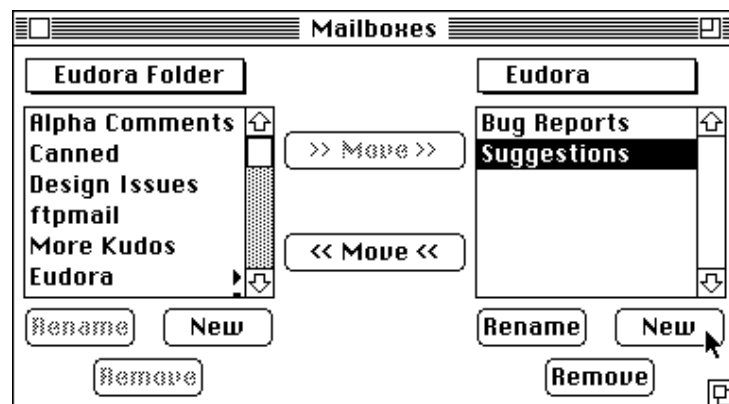 Mailboxes
Eudora Folder
Eudora
Alpha Comments
Canned
Design Issues
ftpmail
More Kudos
Eudora
>> Move >>
<< Move <<
Bug Reports
Suggestions
Rename
New
Remove
Rename
New
Remove